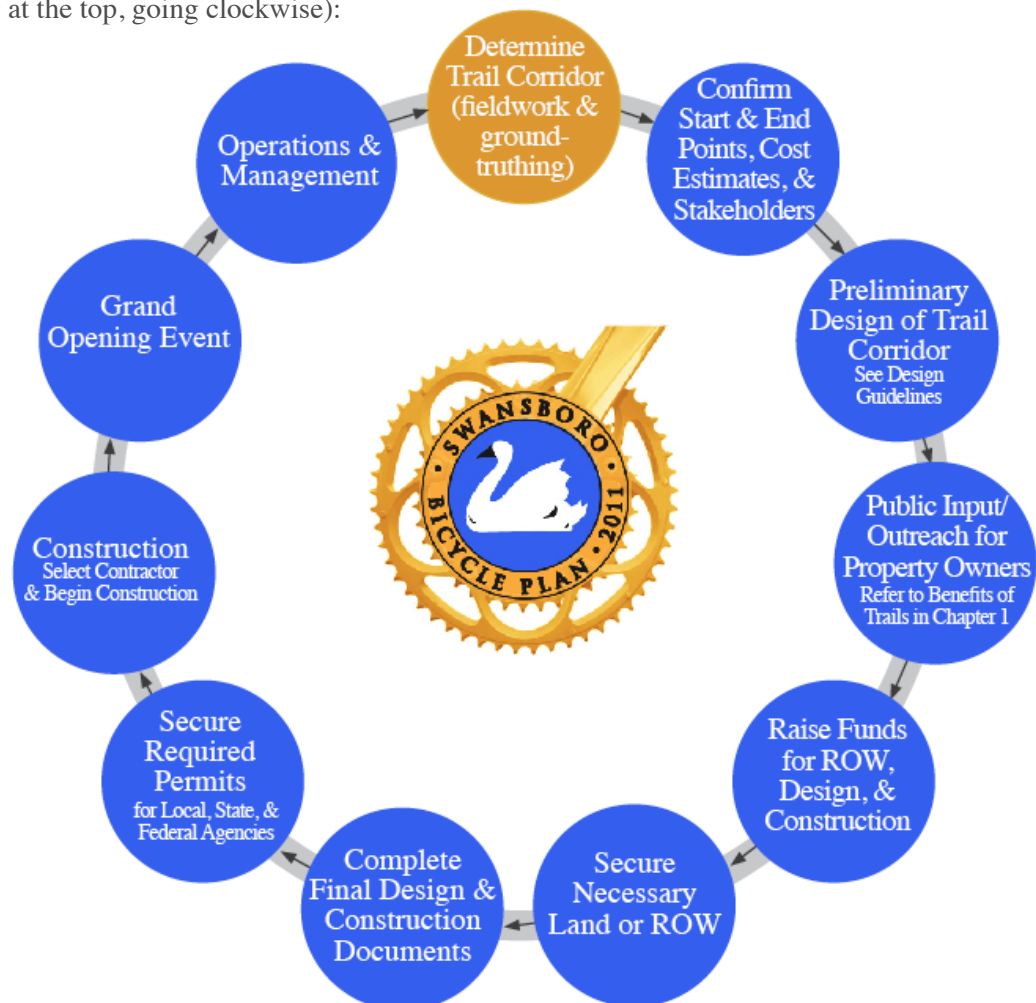 at the top, going clockwise):
Determine
Trail Corridor
(fieldwork &
ground-
truthing)
Confirm
Start & End
Points, Cost
Estimates, &
Stakeholders
Preliminary
Design of Trail
Corridor
See Design
Guidelines
Public Input/
Outreach for
Property Owners
Refer to Benefits of
Trails in Chapter 1
Raise Funds
for ROW,
Design, &
Construction
Secure
Necessary
Land or ROW
Complete
Final Design &
Construction
Documents
Secure
Required
Permits
for Local, State, &
Federal Agencies
Construction
Select Contractor
& Begin Construction
Grand
Opening Event
Operations &
Management
SWANSBORO
BICYCLE PLAN • 2011